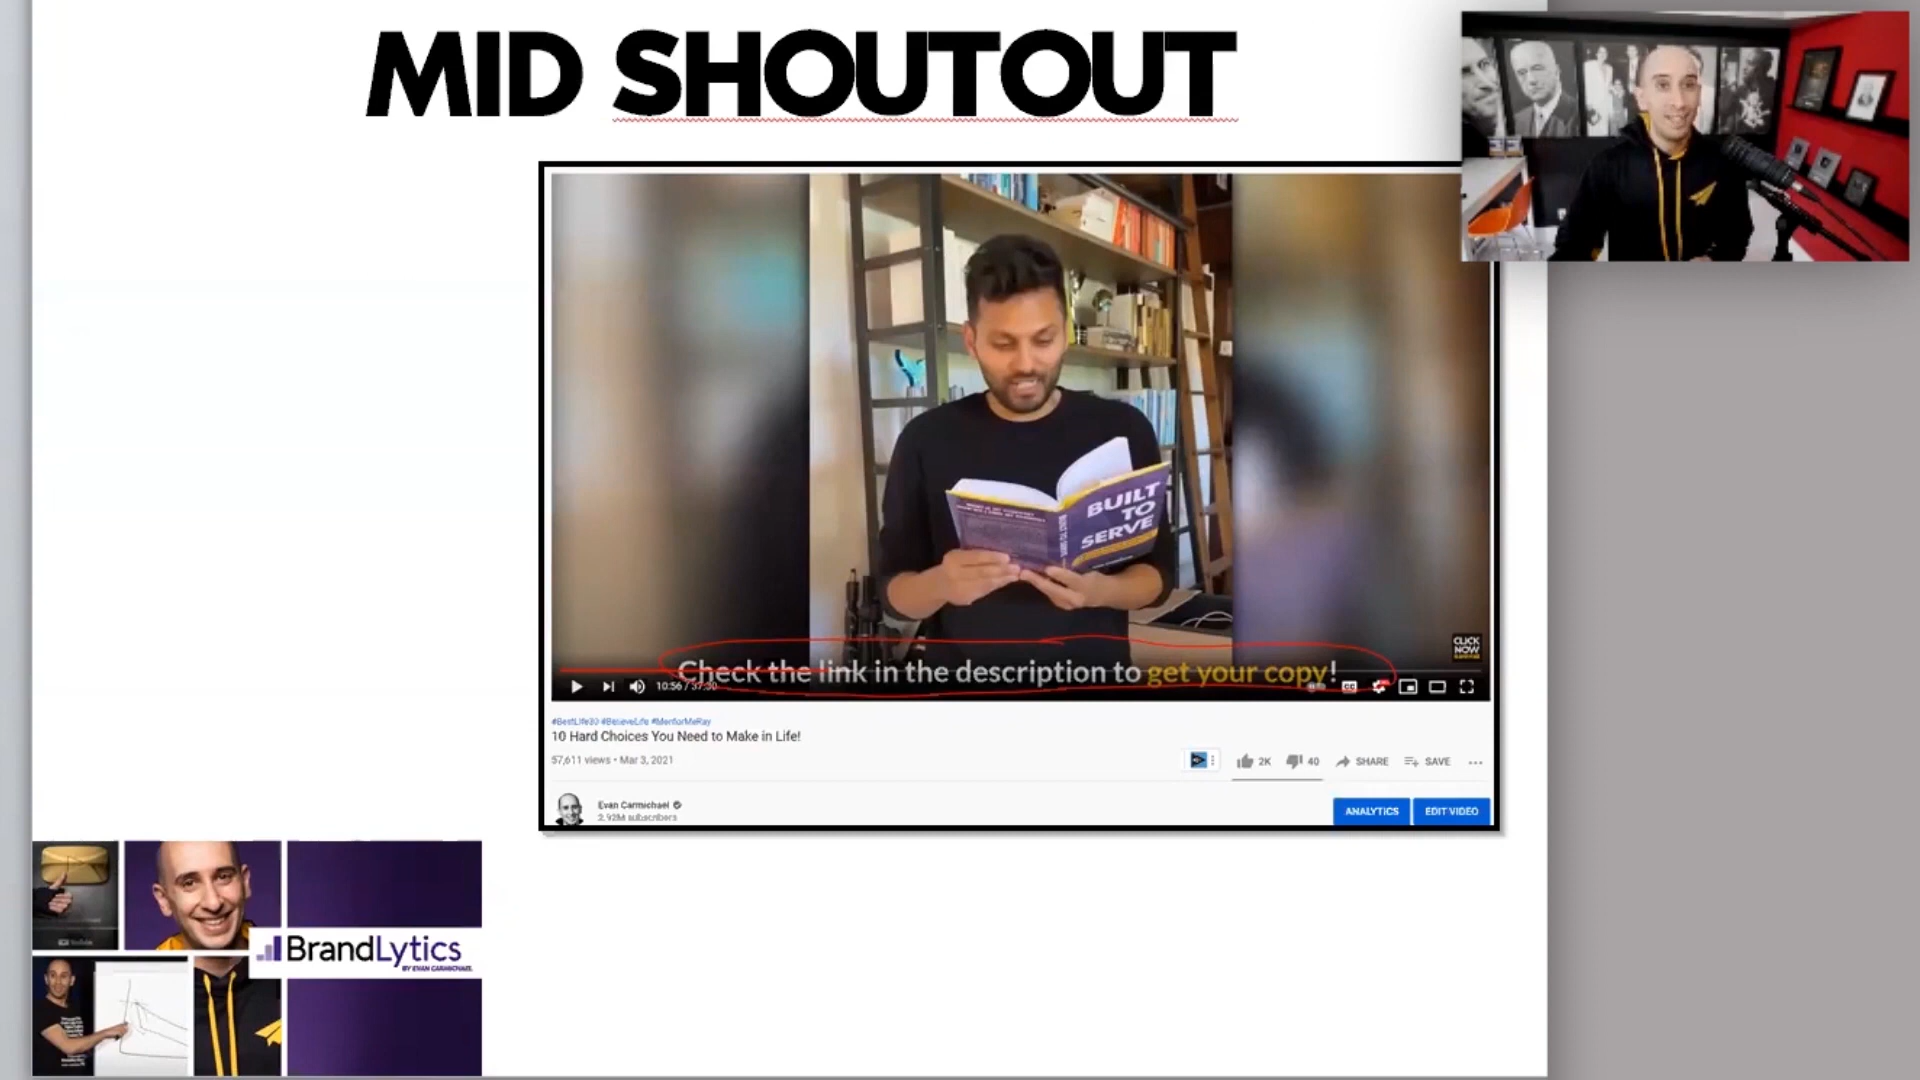 MID SHOUTOUT
BUILT
TO
SERVE
CLICK
NOW
Check the link in the description to get your copy!
10:56 / 37:30
#BestLife30 #BelieveLife #MentorMeRay
10 Hard Choices You Need to Make in Life!
57,611 views • Mar 3, 2021
2K
40
SHARE
SAVE
Evan Carmichael
2.92M subscribers
ANALYTICS
EDIT VIDEO
BrandLytics
BY EVAN CARMICHAEL